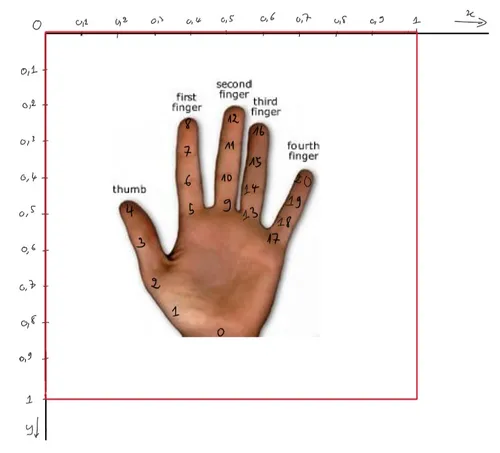 0 0,1 0,2 0,3 0,4 0,5 0,6 0,7 0,8 0,9 1 x
0,1
0,2
0,3
0,4
0,5
0,6
0,7
0,8
0,9
1
y
second
finger
first
finger
third
finger
fourth
finger
thumb
8 12 16
7 11 15
6 10 14 20
4 5 9 13 19
3 17 18
2
1
0